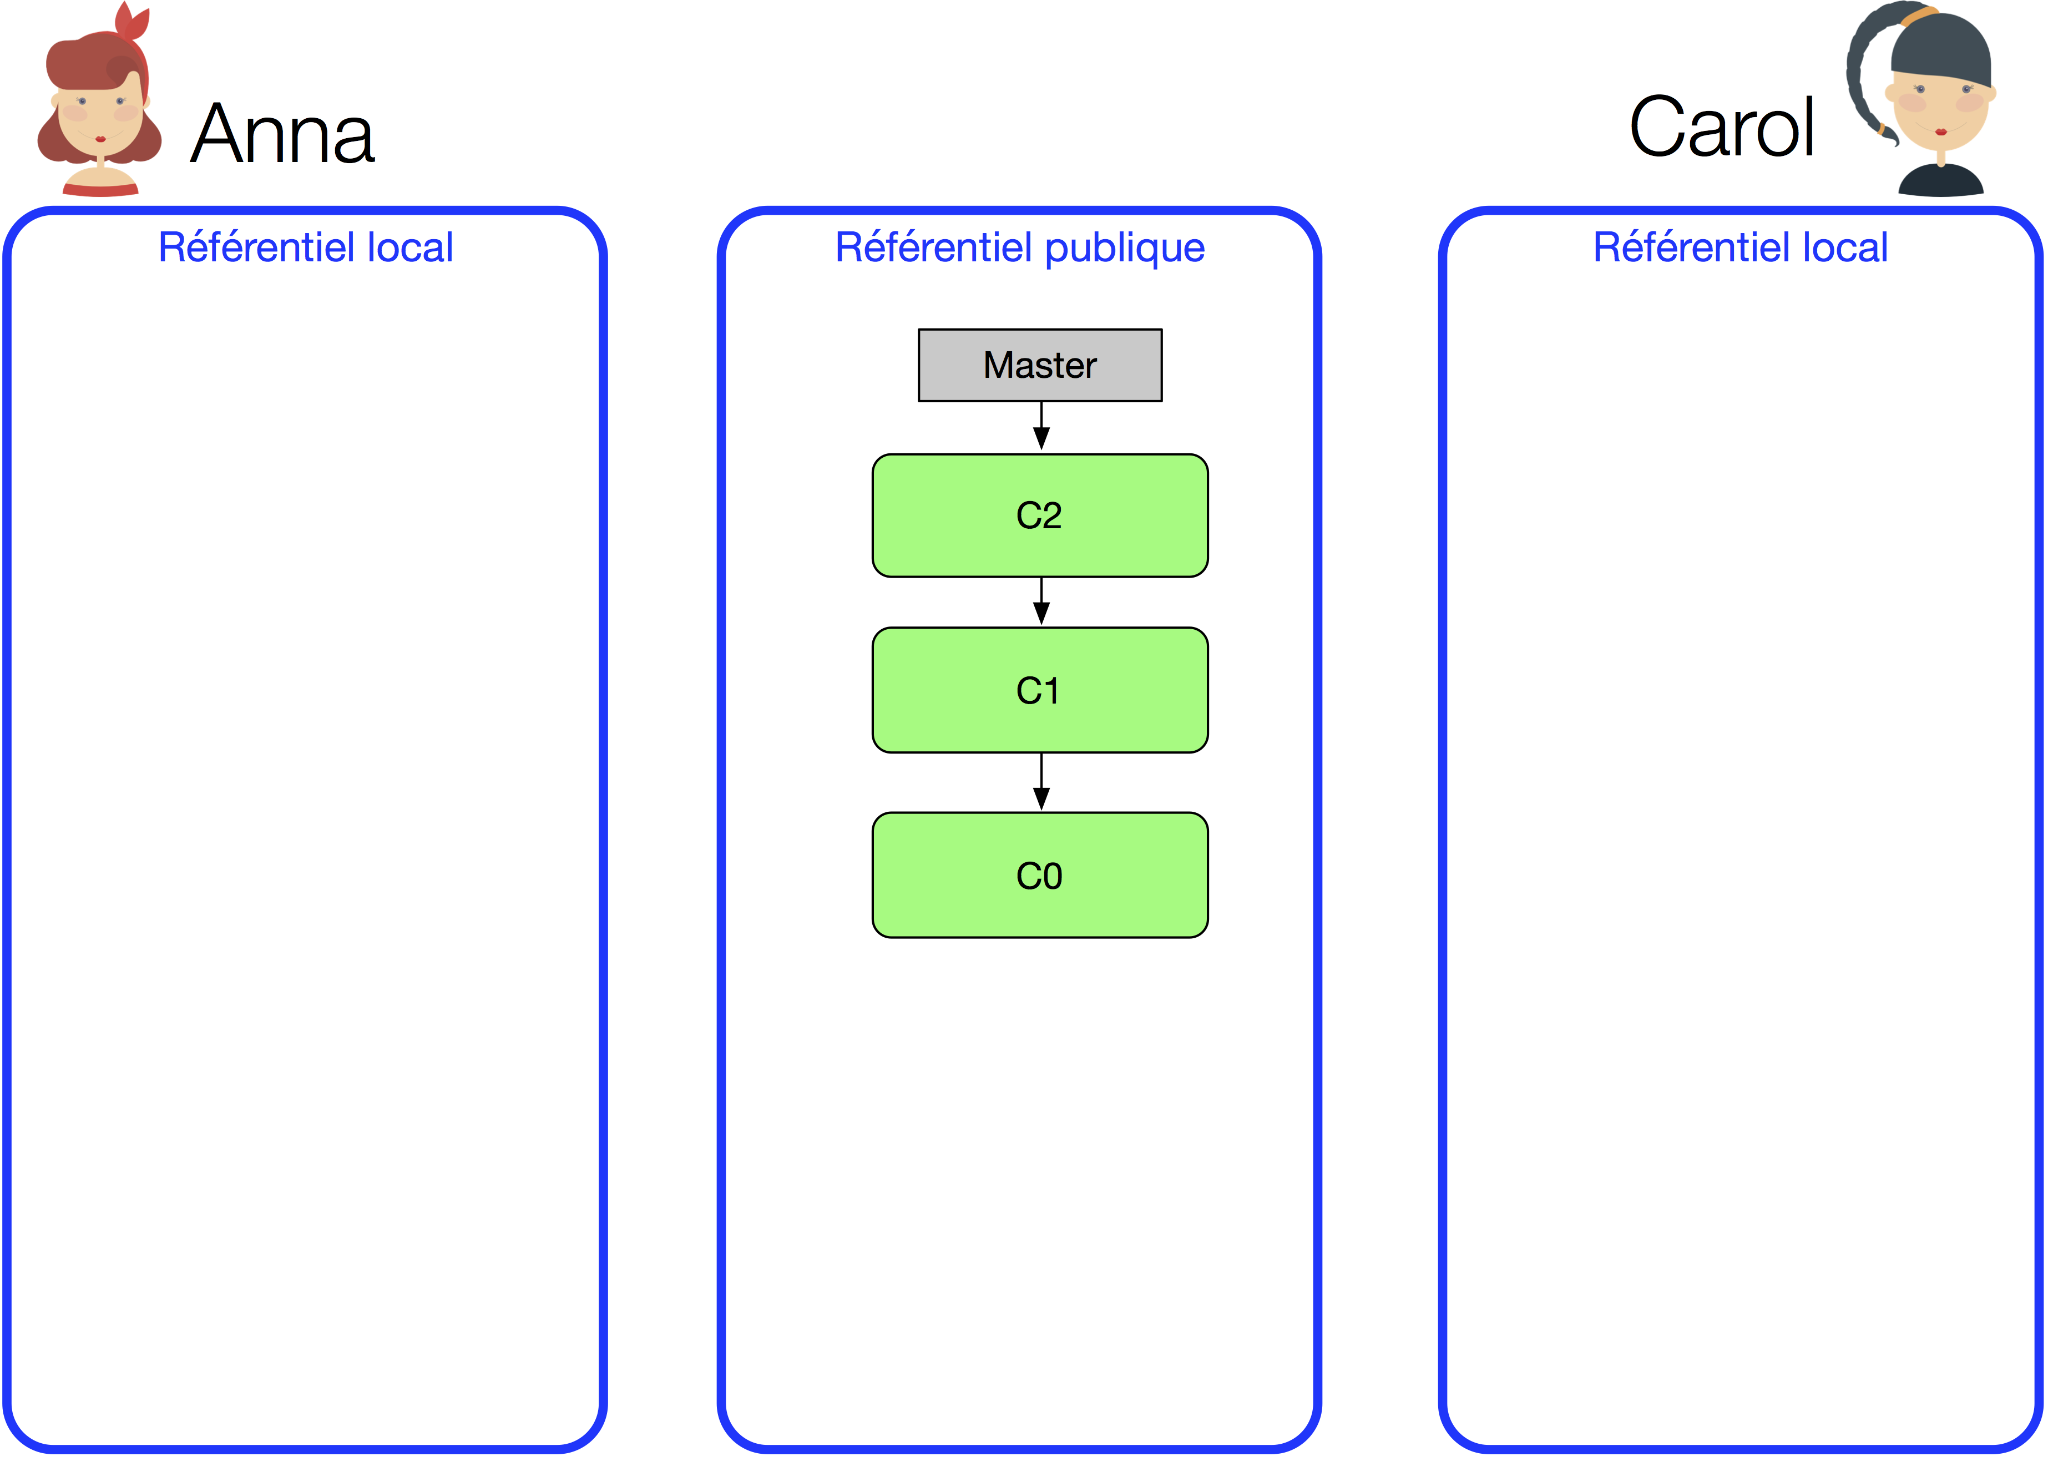 Anna
Carol
Référentiel local
Référentiel publique
Référentiel local
Master
C2
C1
C0